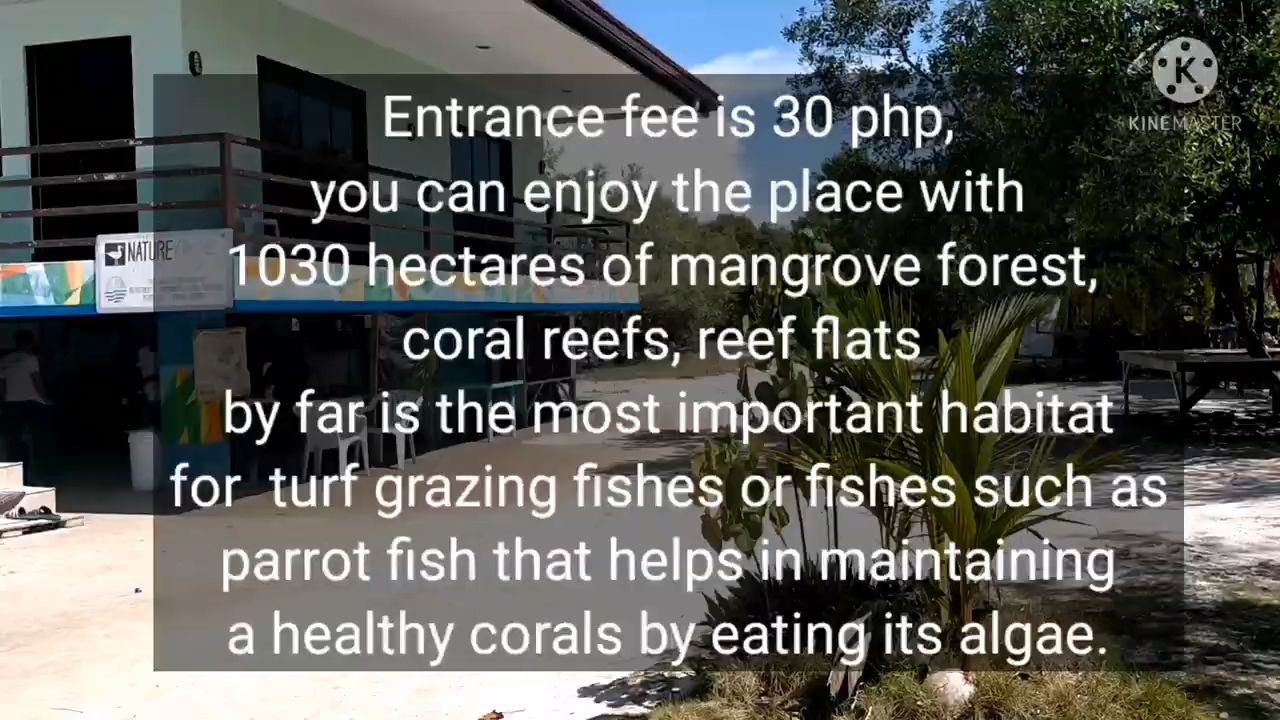 Entrance fee is 30 php,
you can enjoy the place with
1030 hectares of mangrove forest,
coral reefs, reef flats
by far is the most important habitat
for turf grazing fishes or fishes such as
parrot fish that helps in maintaining
a healthy corals by eating its algae.
K
KINEMASTER
NATURE